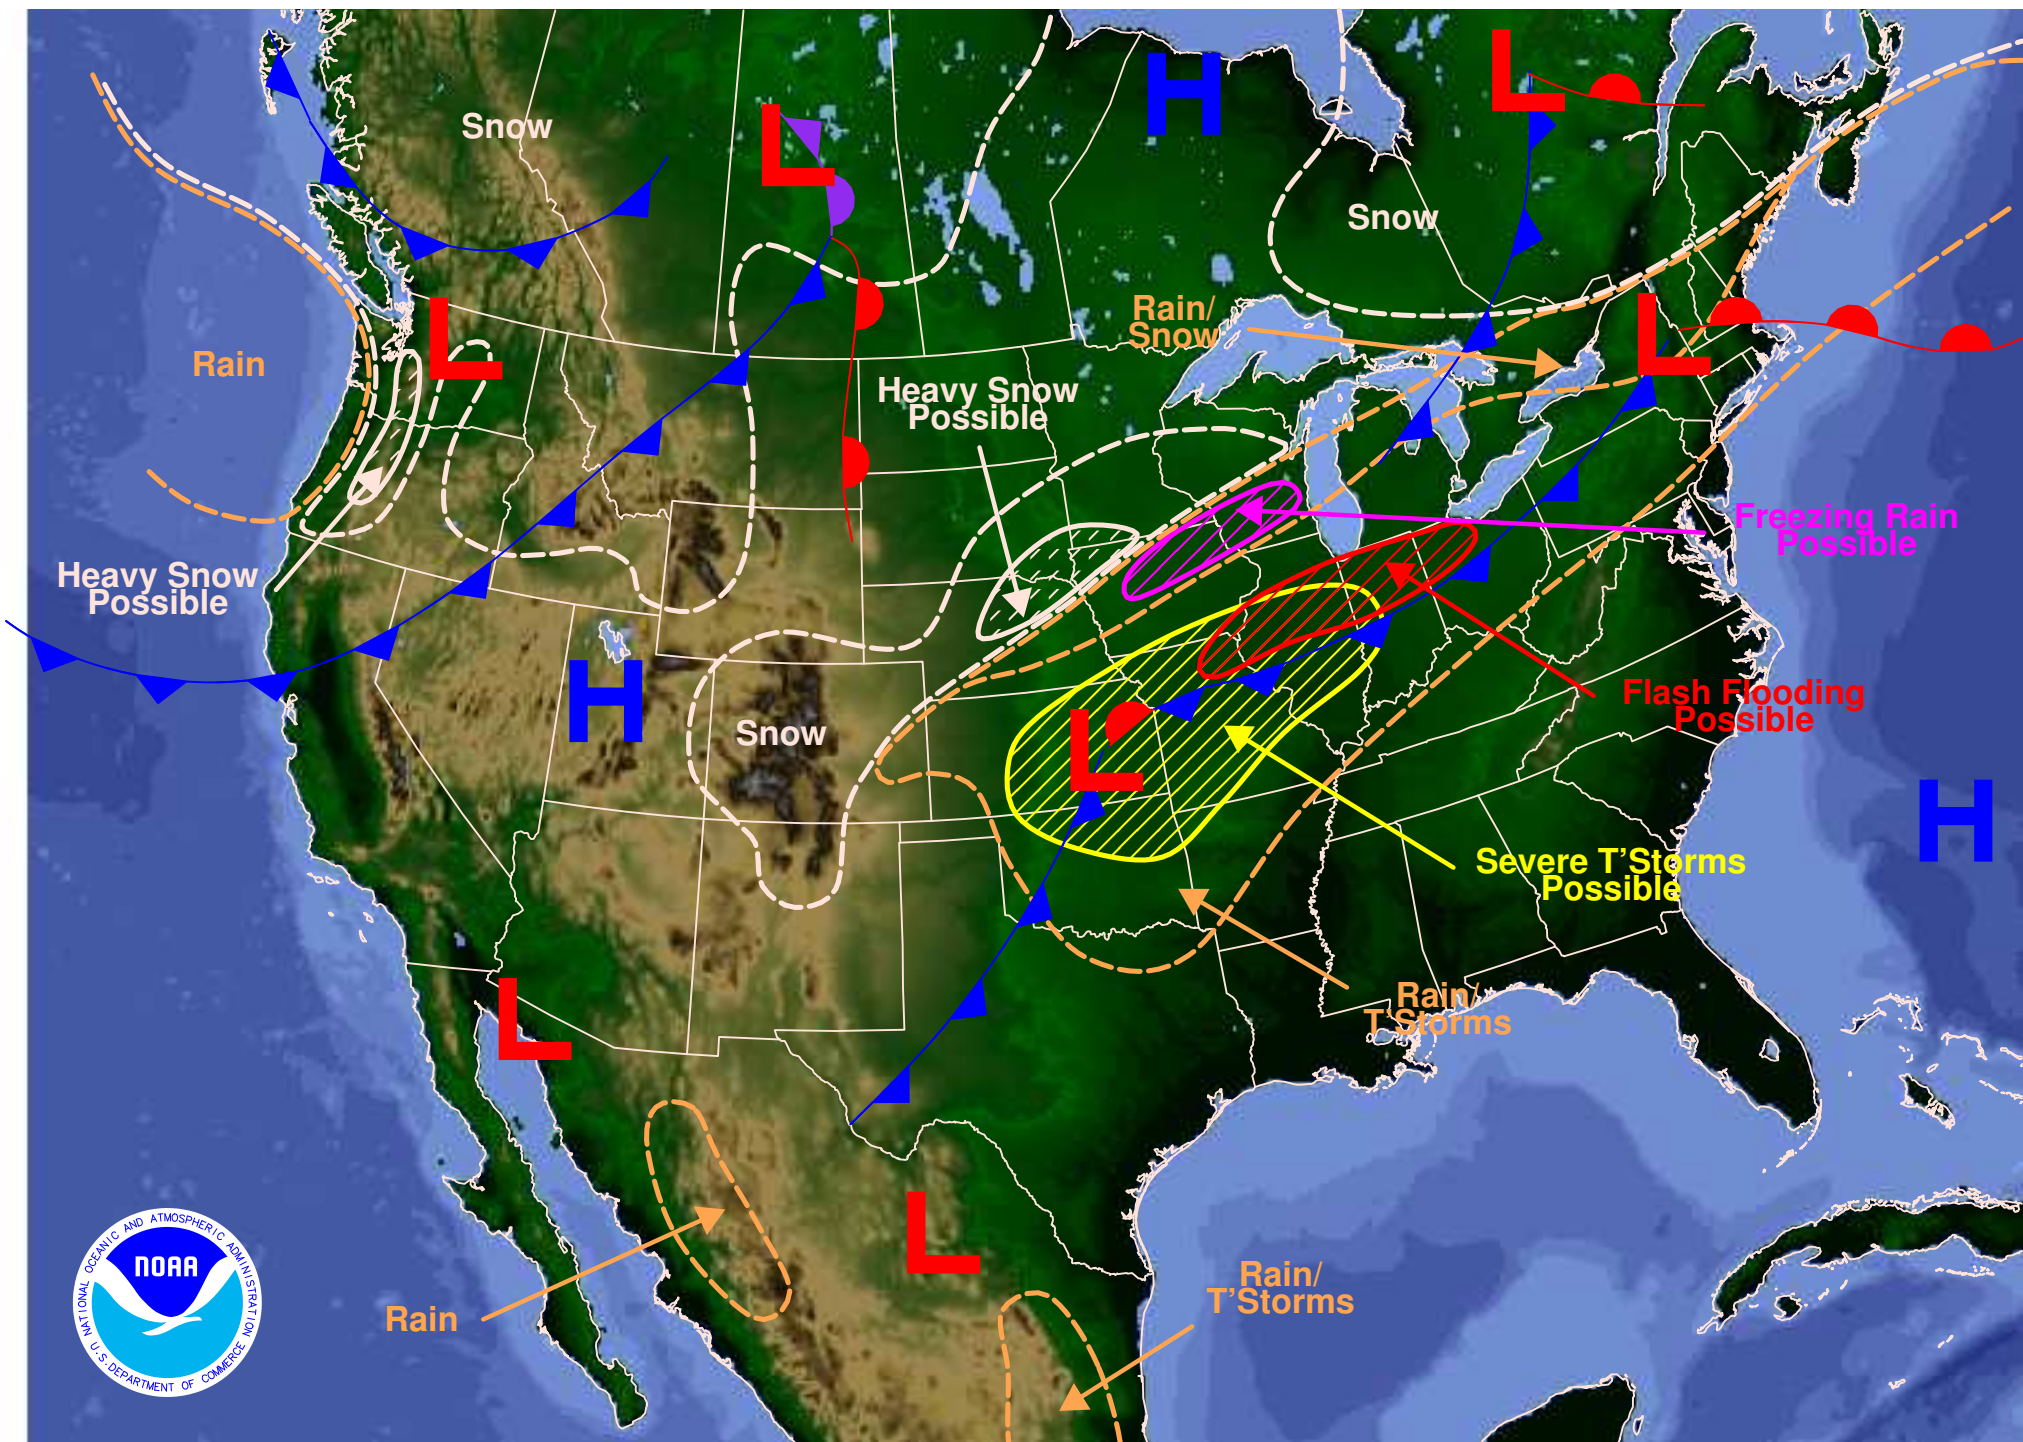 Snow
L
H
L
Snow
Rain/
Snow
L
L
Rain
Heavy Snow
Possible
Freezing Rain
Possible
Heavy Snow
Possible
H
Snow
L
Flash Flooding
Possible
H
Severe T'Storms
Possible
L
Rain/
T'Storms
L
Rain
Rain/
T'Storms
NATIONAL OCEANIC AND ATMOSPHERIC ADMINISTRATION
NOAA
U.S. DEPARTMENT OF COMMERCE